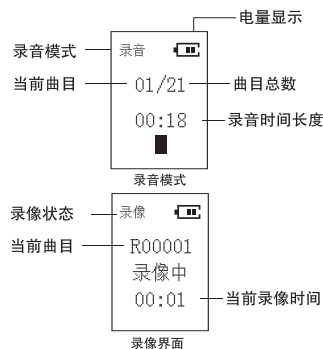 电量显示
录音模式 录音
当前曲目 01/21 曲目总数
00:18 录音时间长度
录音模式
录像状态 录像
当前曲目 R00001
录像中
00:01 当前录像时间
录像界面